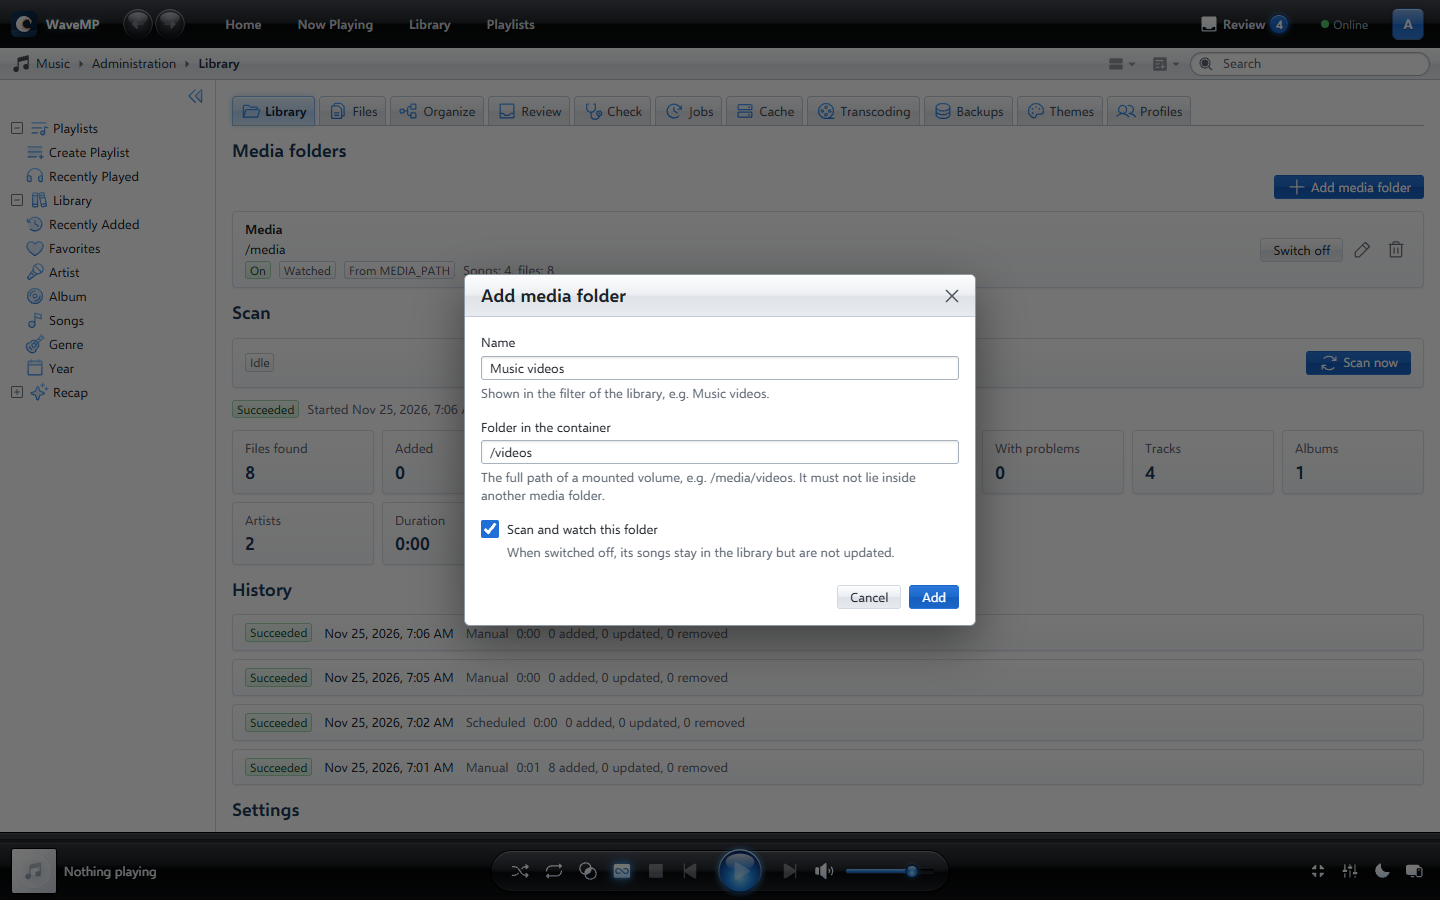 WaveMP
Home
Now Playing
Library
Playlists
Review 4
Online
A
Music
Administration
Library
Search
Library
Files
Organize
Review
Check
Jobs
Cache
Transcoding
Backups
Themes
Profiles
Playlists
Create Playlist
Recently Played
Library
Recently Added
Favorites
Artist
Album
Songs
Genre
Year
Recap
Media folders
Add media folder
Media
/media
On
Watched
From MEDIA_PATH
Songs: 4, files: 8
Switch off
Scan
Idle
Scan now
Succeeded
Started Nov 25, 2026, 7:06
Files found
8
Added
0
With problems
0
Tracks
4
Albums
1
Artists
2
Duration
0:00
Add media folder
Name
Music videos
Shown in the filter of the library, e.g. Music videos.
Folder in the container
/videos
The full path of a mounted volume, e.g. /media/videos. It must not lie inside
another media folder.
Scan and watch this folder
When switched off, its songs stay in the library but are not updated.
Cancel
Add
History
Succeeded Nov 25, 2026, 7:06 AM Manual 0:00 0 added, 0 updated, 0 removed
Succeeded Nov 25, 2026, 7:05 AM Manual 0:00 0 added, 0 updated, 0 removed
Succeeded Nov 25, 2026, 7:02 AM Scheduled 0:00 0 added, 0 updated, 0 removed
Succeeded Nov 25, 2026, 7:01 AM Manual 0:01 8 added, 0 updated, 0 removed
Settings
Nothing playing